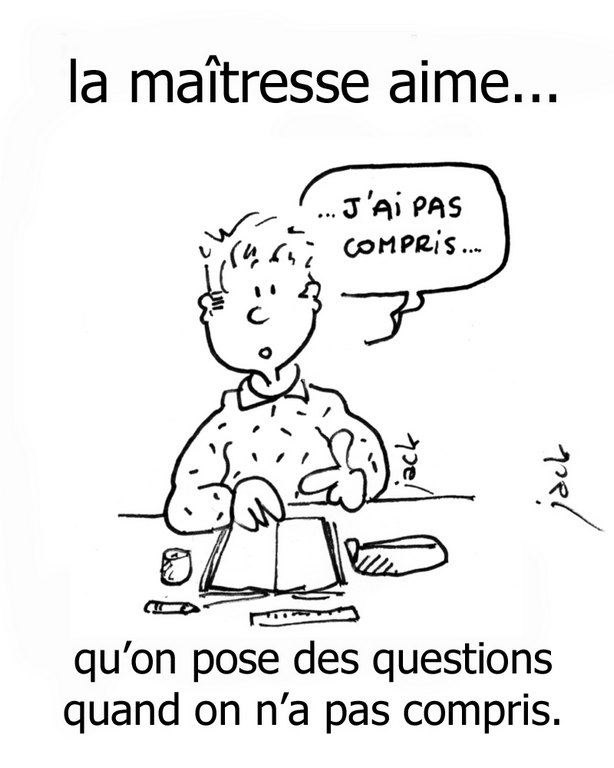 la maîtresse aime...
...J'Ai PAS
COMPRiS...
jack
jack
qu'on pose des questions
quand on n'a pas compris.